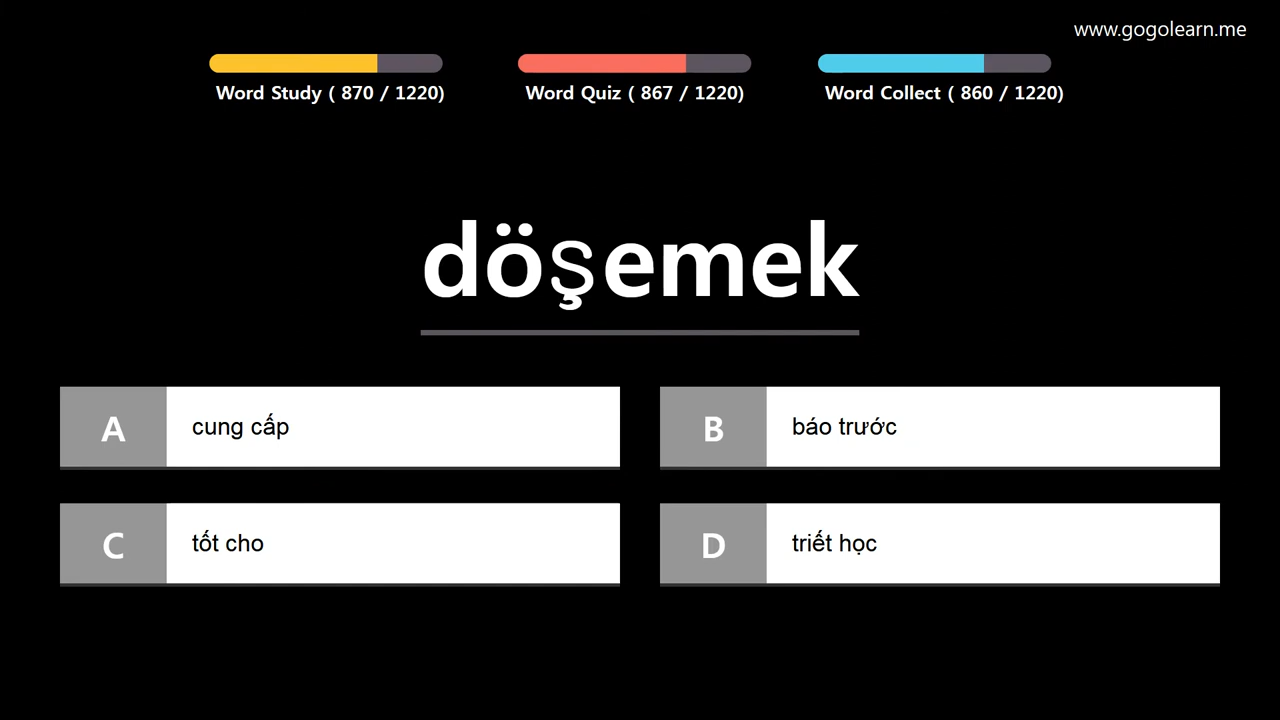 www.gogolearn.me
Word Study ( 870 / 1220)
Word Quiz ( 867 / 1220)
Word Collect ( 860 / 1220)
döşemek
A cung cấp
B báo trước
C tốt cho
D triết học